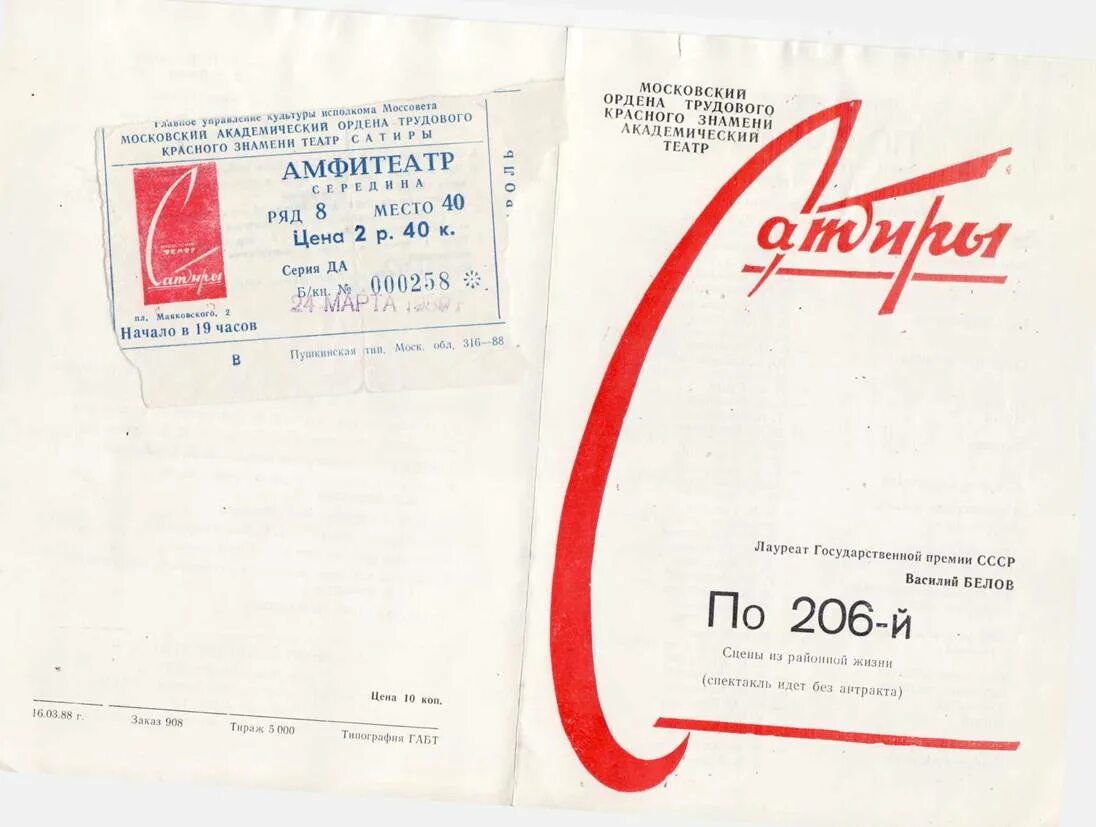 Главное управление культуры исполкома Моссовета
МОСКОВСКИЙ АКАДЕМИЧЕСКИЙ ОРДЕНА ТРУДОВОГО
КРАСНОГО ЗНАМЕНИ ТЕАТР САТИРЫ
АМФИТЕАТР
СЕРЕДИНА
РЯД 8 МЕСТО 40
Цена 2 р. 40 к.
Серия ДА
Б/кц. № 000258
24 МАРТА
ТЕАТР
Сатиры
пл. Маяковского, 2
Начало в 19 часов
В
Пушкинская тип. Моск. обл. 316—88
РОЛЬ
Цена 10 коп.
16.03.88 г. Заказ 908 Тираж 5 000 Типография ГАБТ
МОСКОВСКИЙ
ОРДЕНА ТРУДОВОГО
КРАСНОГО ЗНАМЕНИ
АКАДЕМИЧЕСКИЙ
ТЕАТР
Сатиры
Лауреат Государственной премии СССР
Василий БЕЛОВ
По 206-й
Сцены из районной жизни
(спектакль идет без антракта)